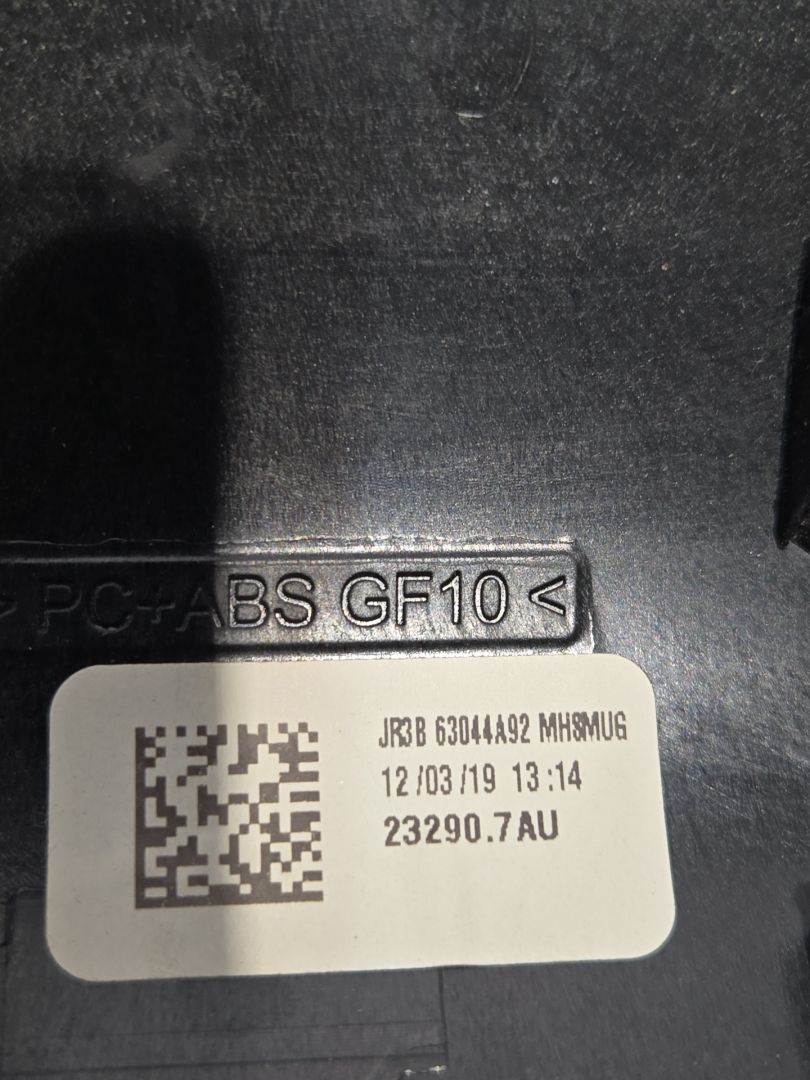 > PC+ABS GF10 <
JR3B 63044A92 MH8MUG
12/03/19 13:14
23290.7AU